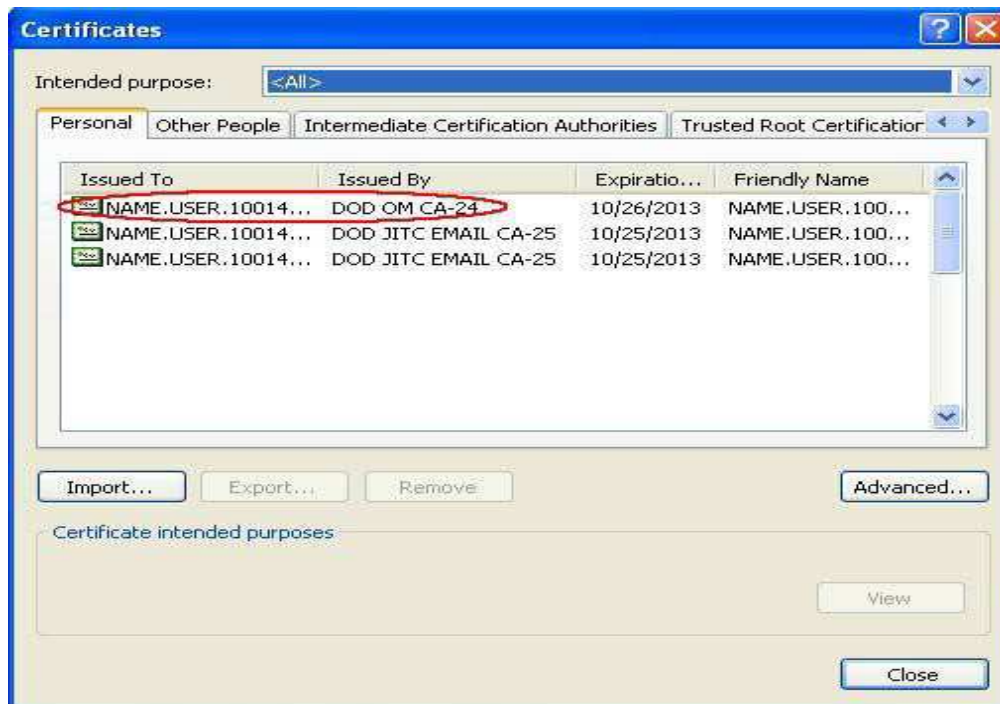 Certificates
Intended purpose: <All>
Personal Other People Intermediate Certification Authorities Trusted Root Certification
Issued To Issued By Expiratio... Friendly Name
NAME.USER.10014... DOD OM CA-24 10/26/2013 NAME.USER.100...
NAME.USER.10014... DOD JITC EMAIL CA-25 10/25/2013 NAME.USER.100...
NAME.USER.10014... DOD JITC EMAIL CA-25 10/25/2013 NAME.USER.100...
Import... Export... Remove Advanced...
Certificate intended purposes
View
Close